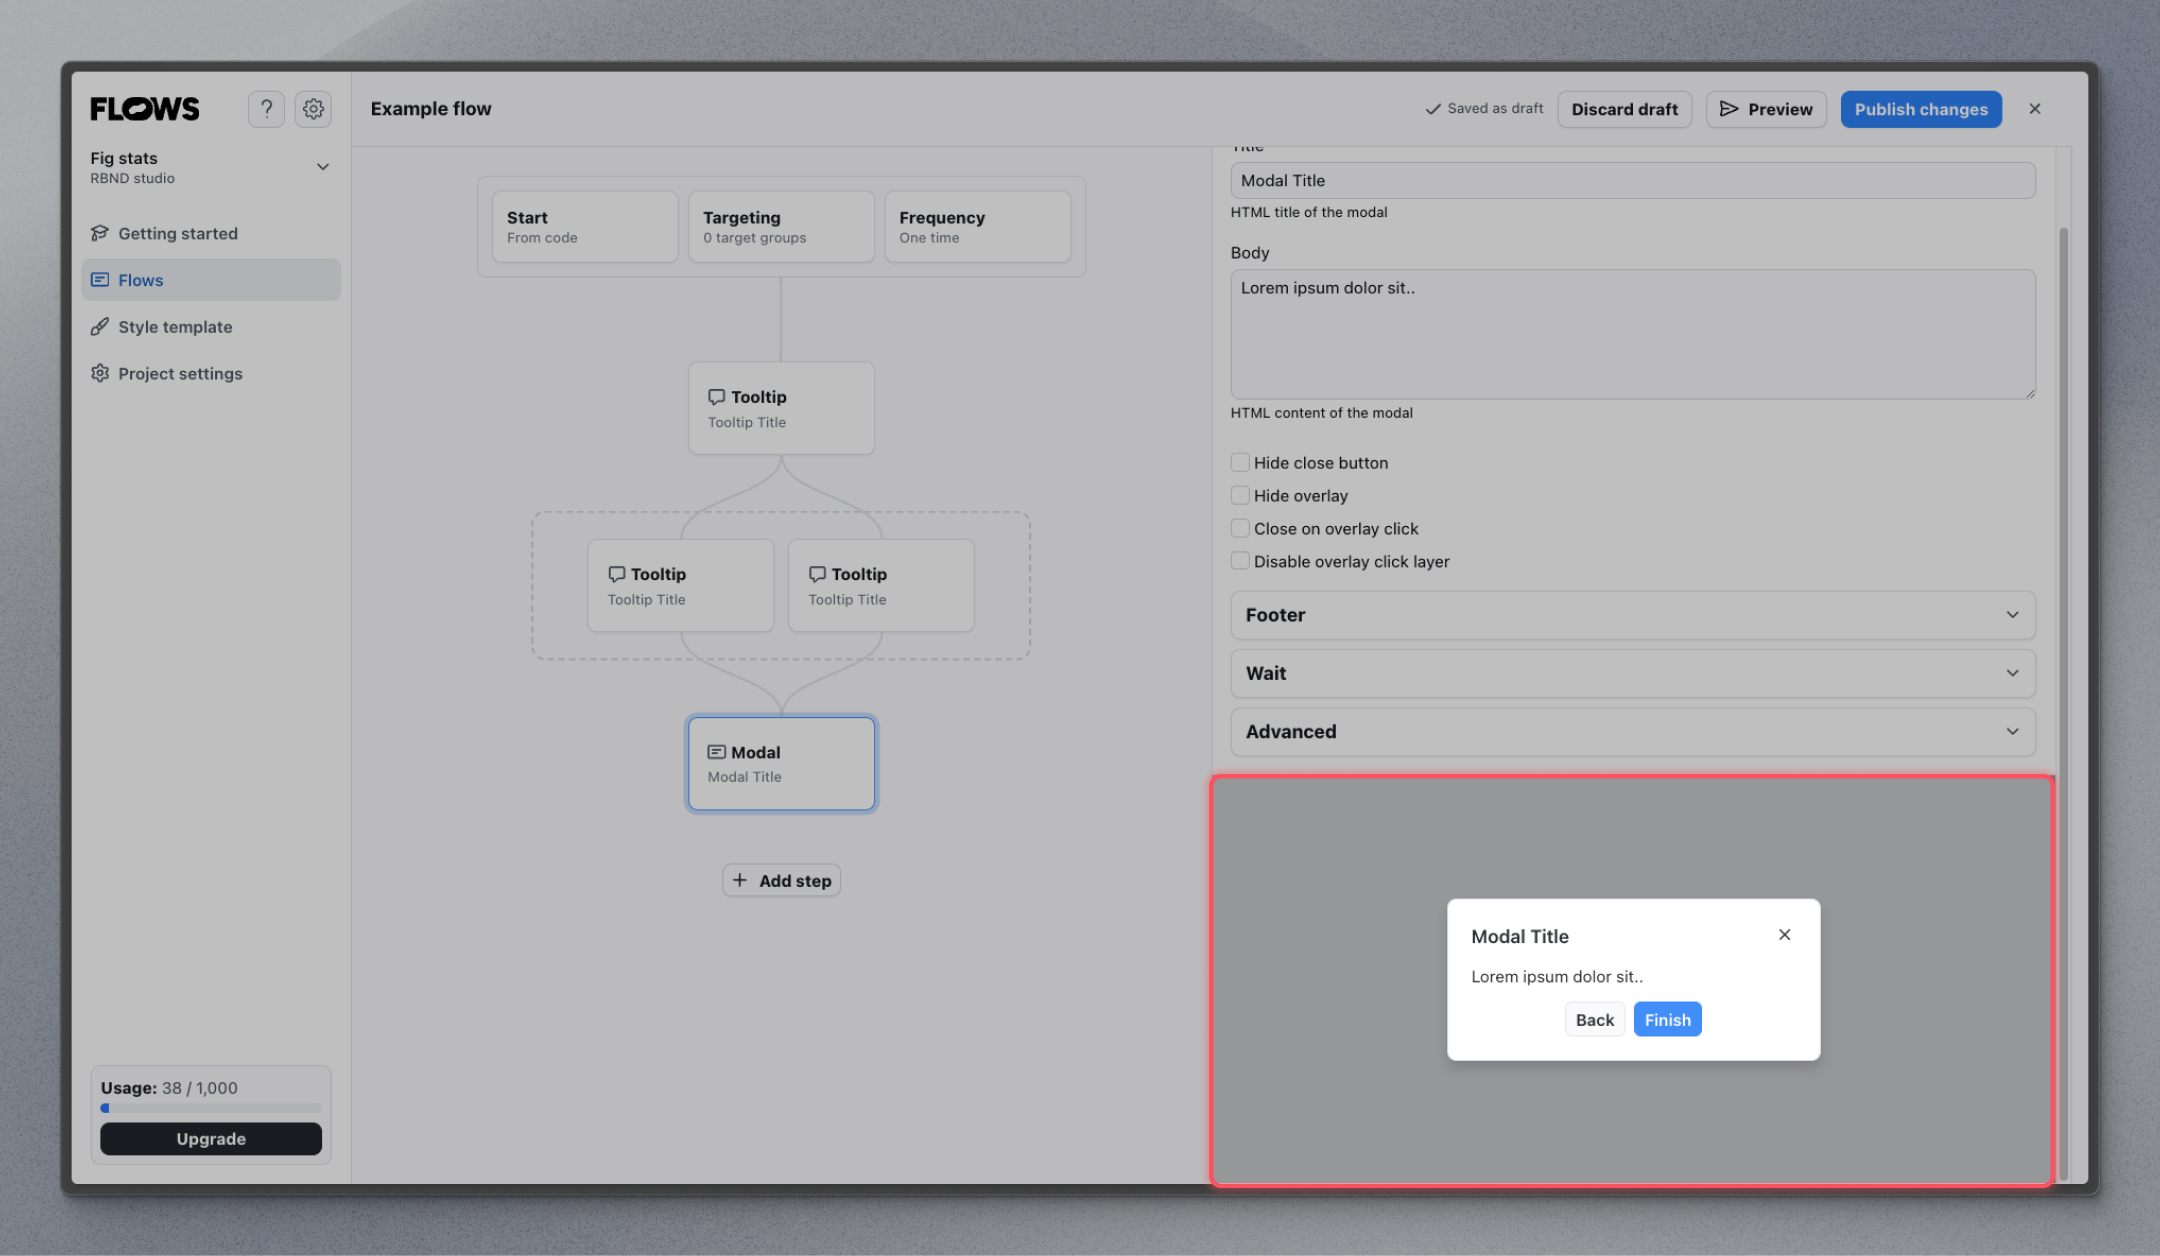 FLOWS
?
Fig stats
RBND studio
Getting started
Flows
Style template
Project settings
Usage: 38 / 1,000
Upgrade
Example flow
Saved as draft
Discard draft
Preview
Publish changes
Start
From code
Targeting
0 target groups
Frequency
One time
Tooltip
Tooltip Title
Tooltip
Tooltip Title
Tooltip
Tooltip Title
Modal
Modal Title
Add step
Title
Modal Title
HTML title of the modal
Body
Lorem ipsum dolor sit..
HTML content of the modal
Hide close button
Hide overlay
Close on overlay click
Disable overlay click layer
Footer
Wait
Advanced
Modal Title
Lorem ipsum dolor sit..
Back
Finish